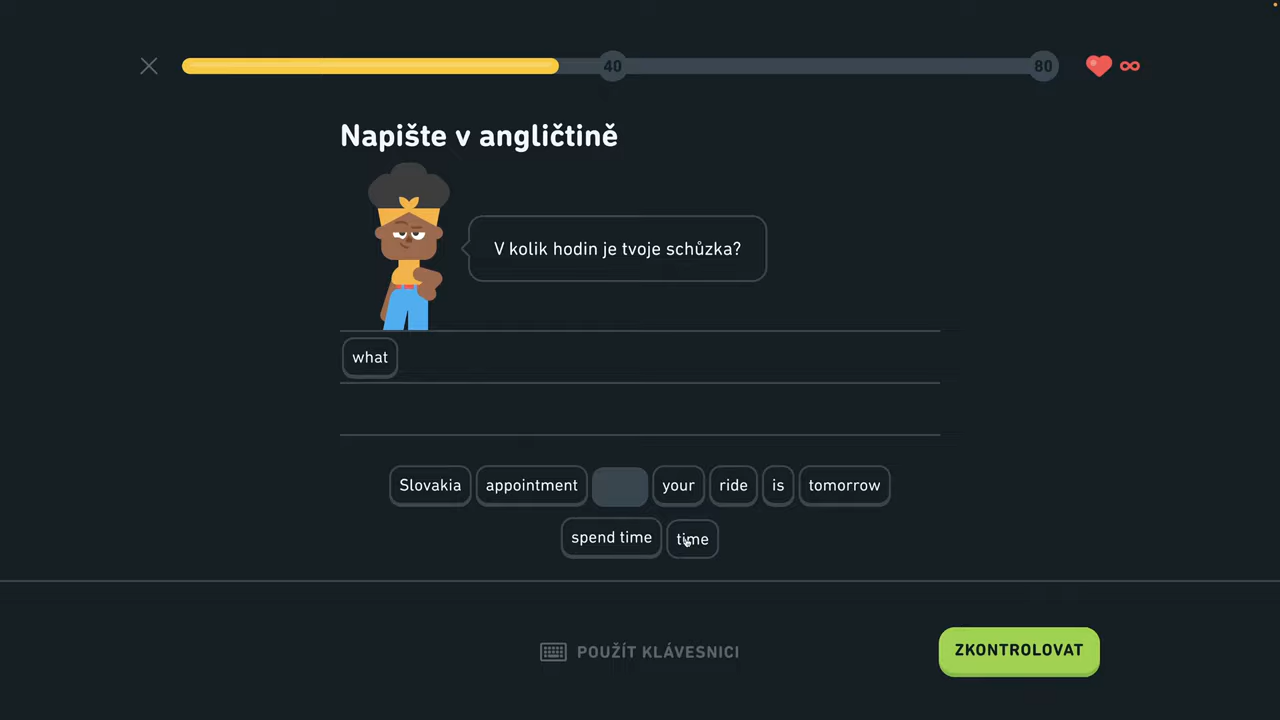 40 80 ∞
Napište v angličtině
V kolik hodin je tvoje schůzka?
what
Slovakia appointment your ride is tomorrow
spend time time
POUŽÍT KLÁVESNICI ZKONTROLOVAT